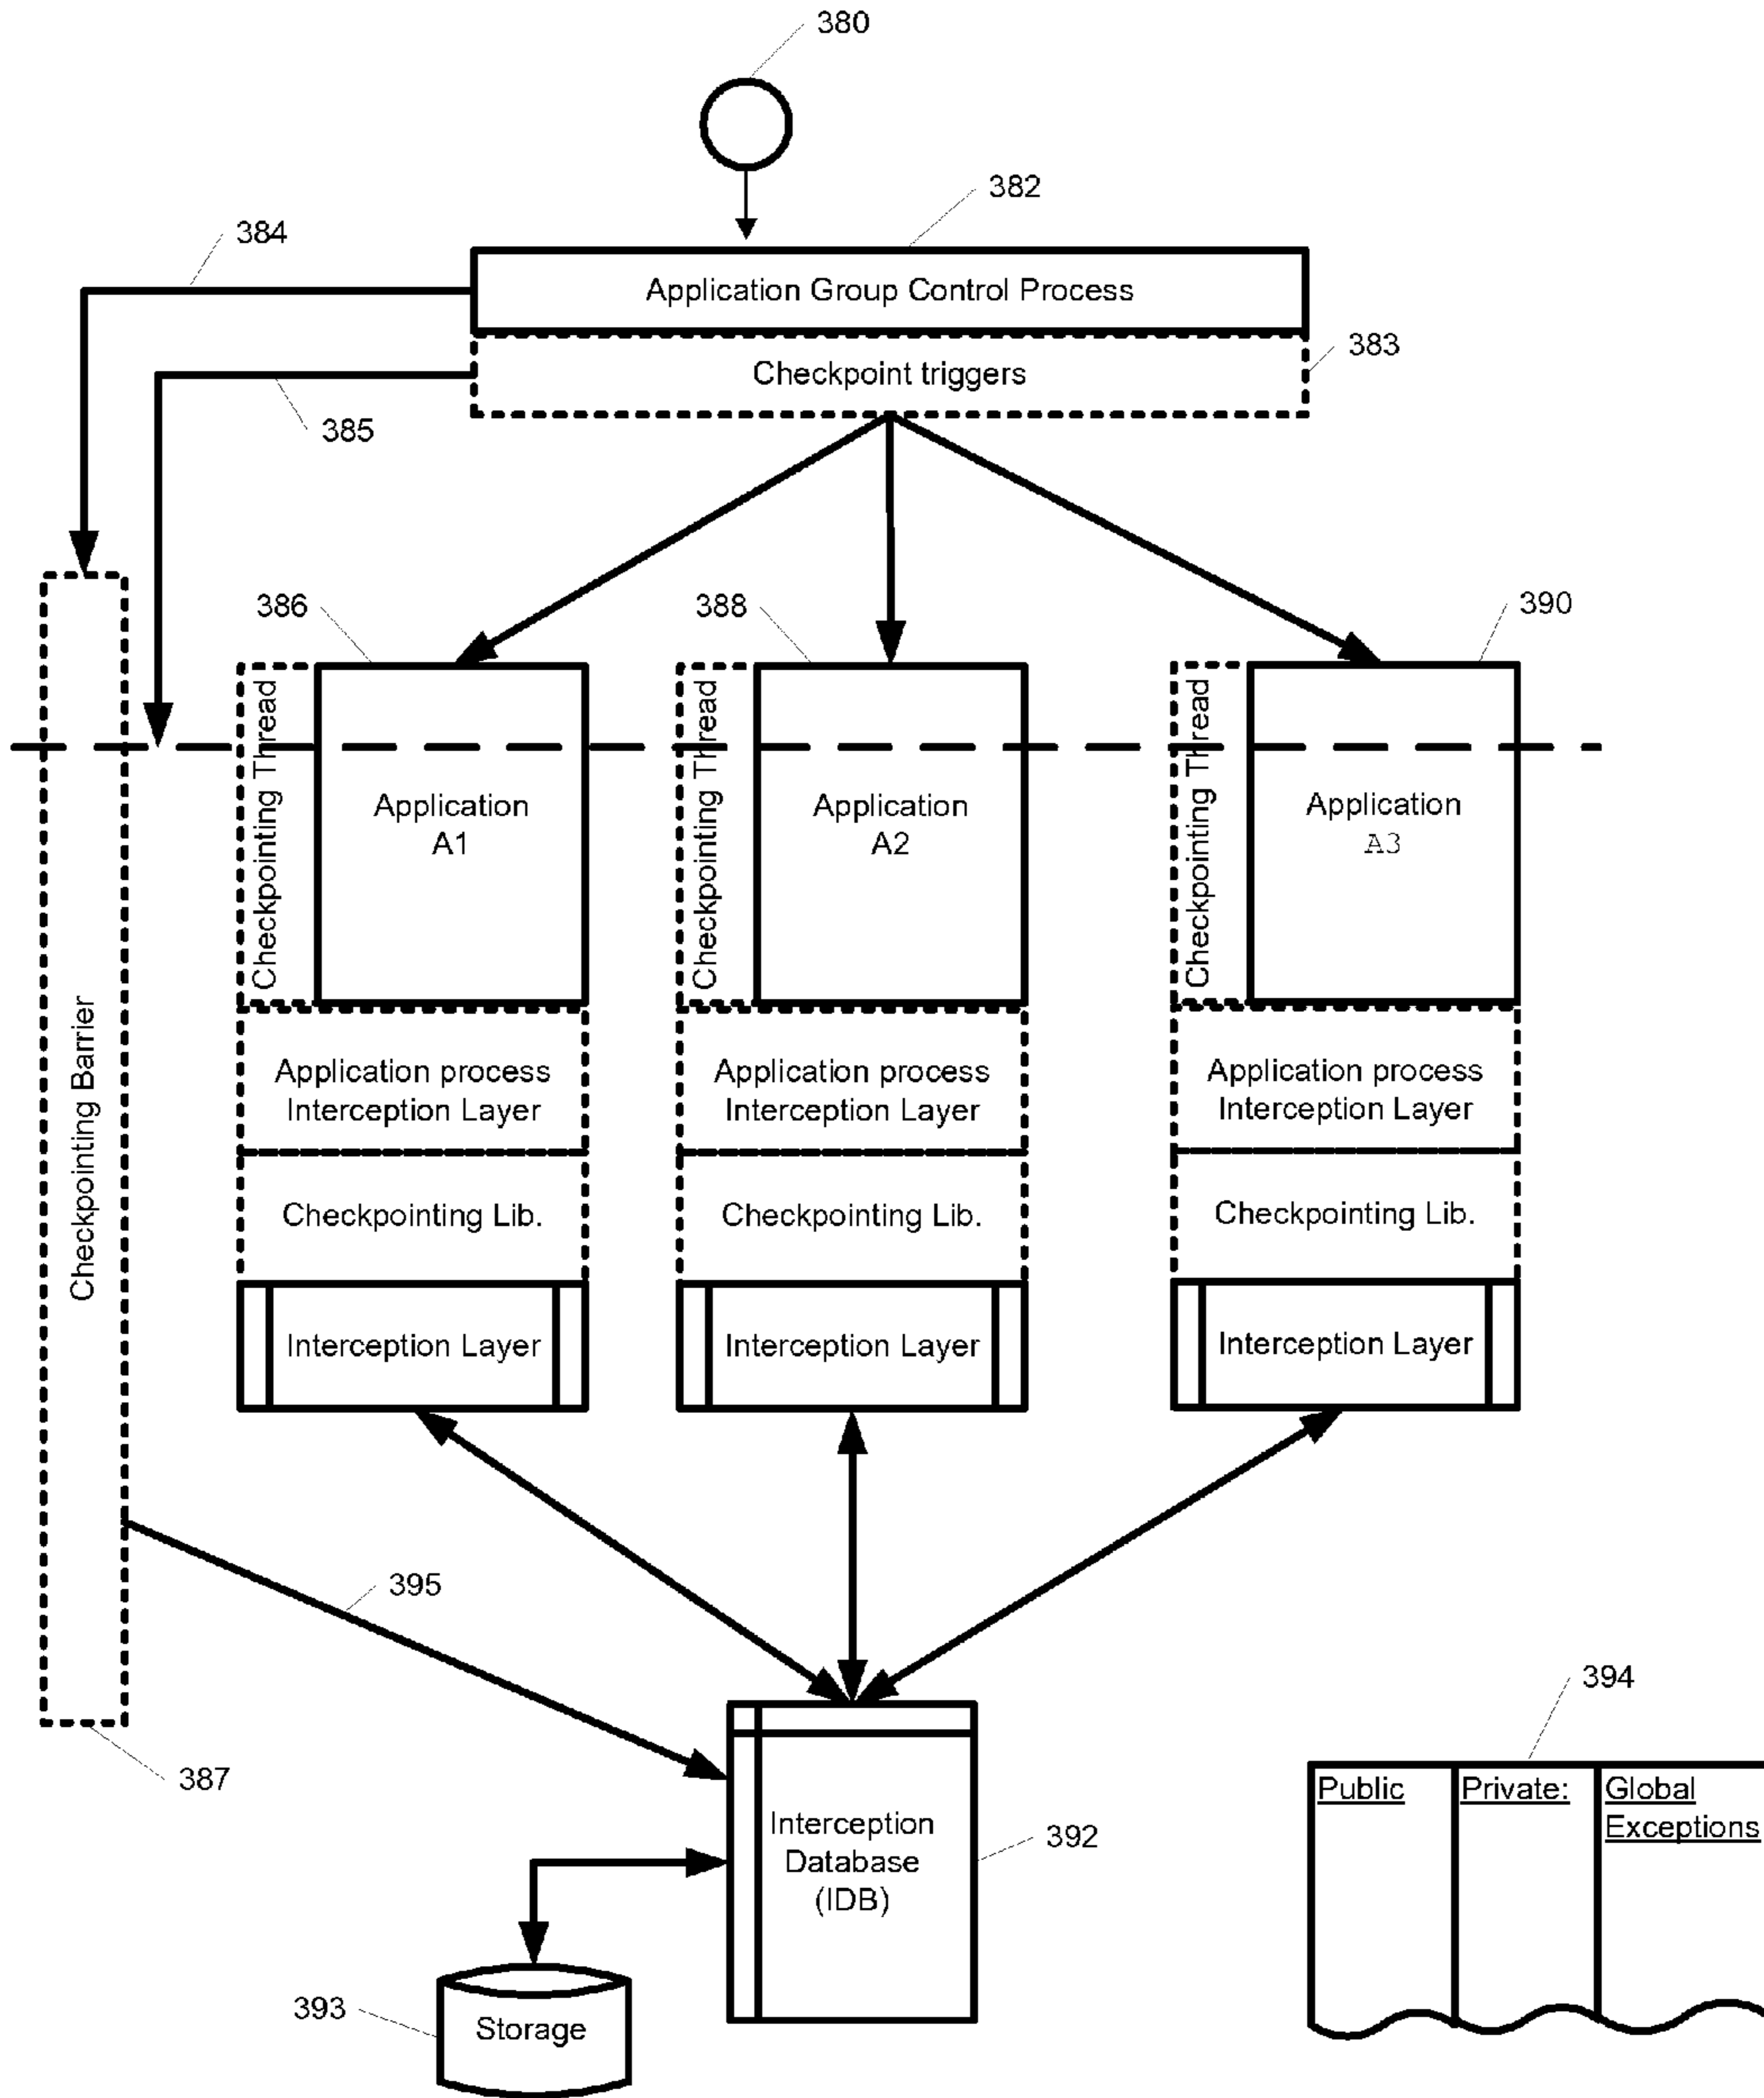 380
382
384
Application Group Control Process
383
Checkpoint triggers
385
386
388
390
Checkpointing Thread
Application
A1
Checkpointing Thread
Application
A2
Checkpointing Thread
Application
A3
Checkpointing Barrier
Application process
Interception Layer
Application process
Interception Layer
Application process
Interception Layer
Checkpointing Lib.
Checkpointing Lib.
Checkpointing Lib.
Interception Layer
Interception Layer
Interception Layer
395
394
387
Public
Private:
Global
Exceptions
Interception
Database
(IDB)
392
393
Storage